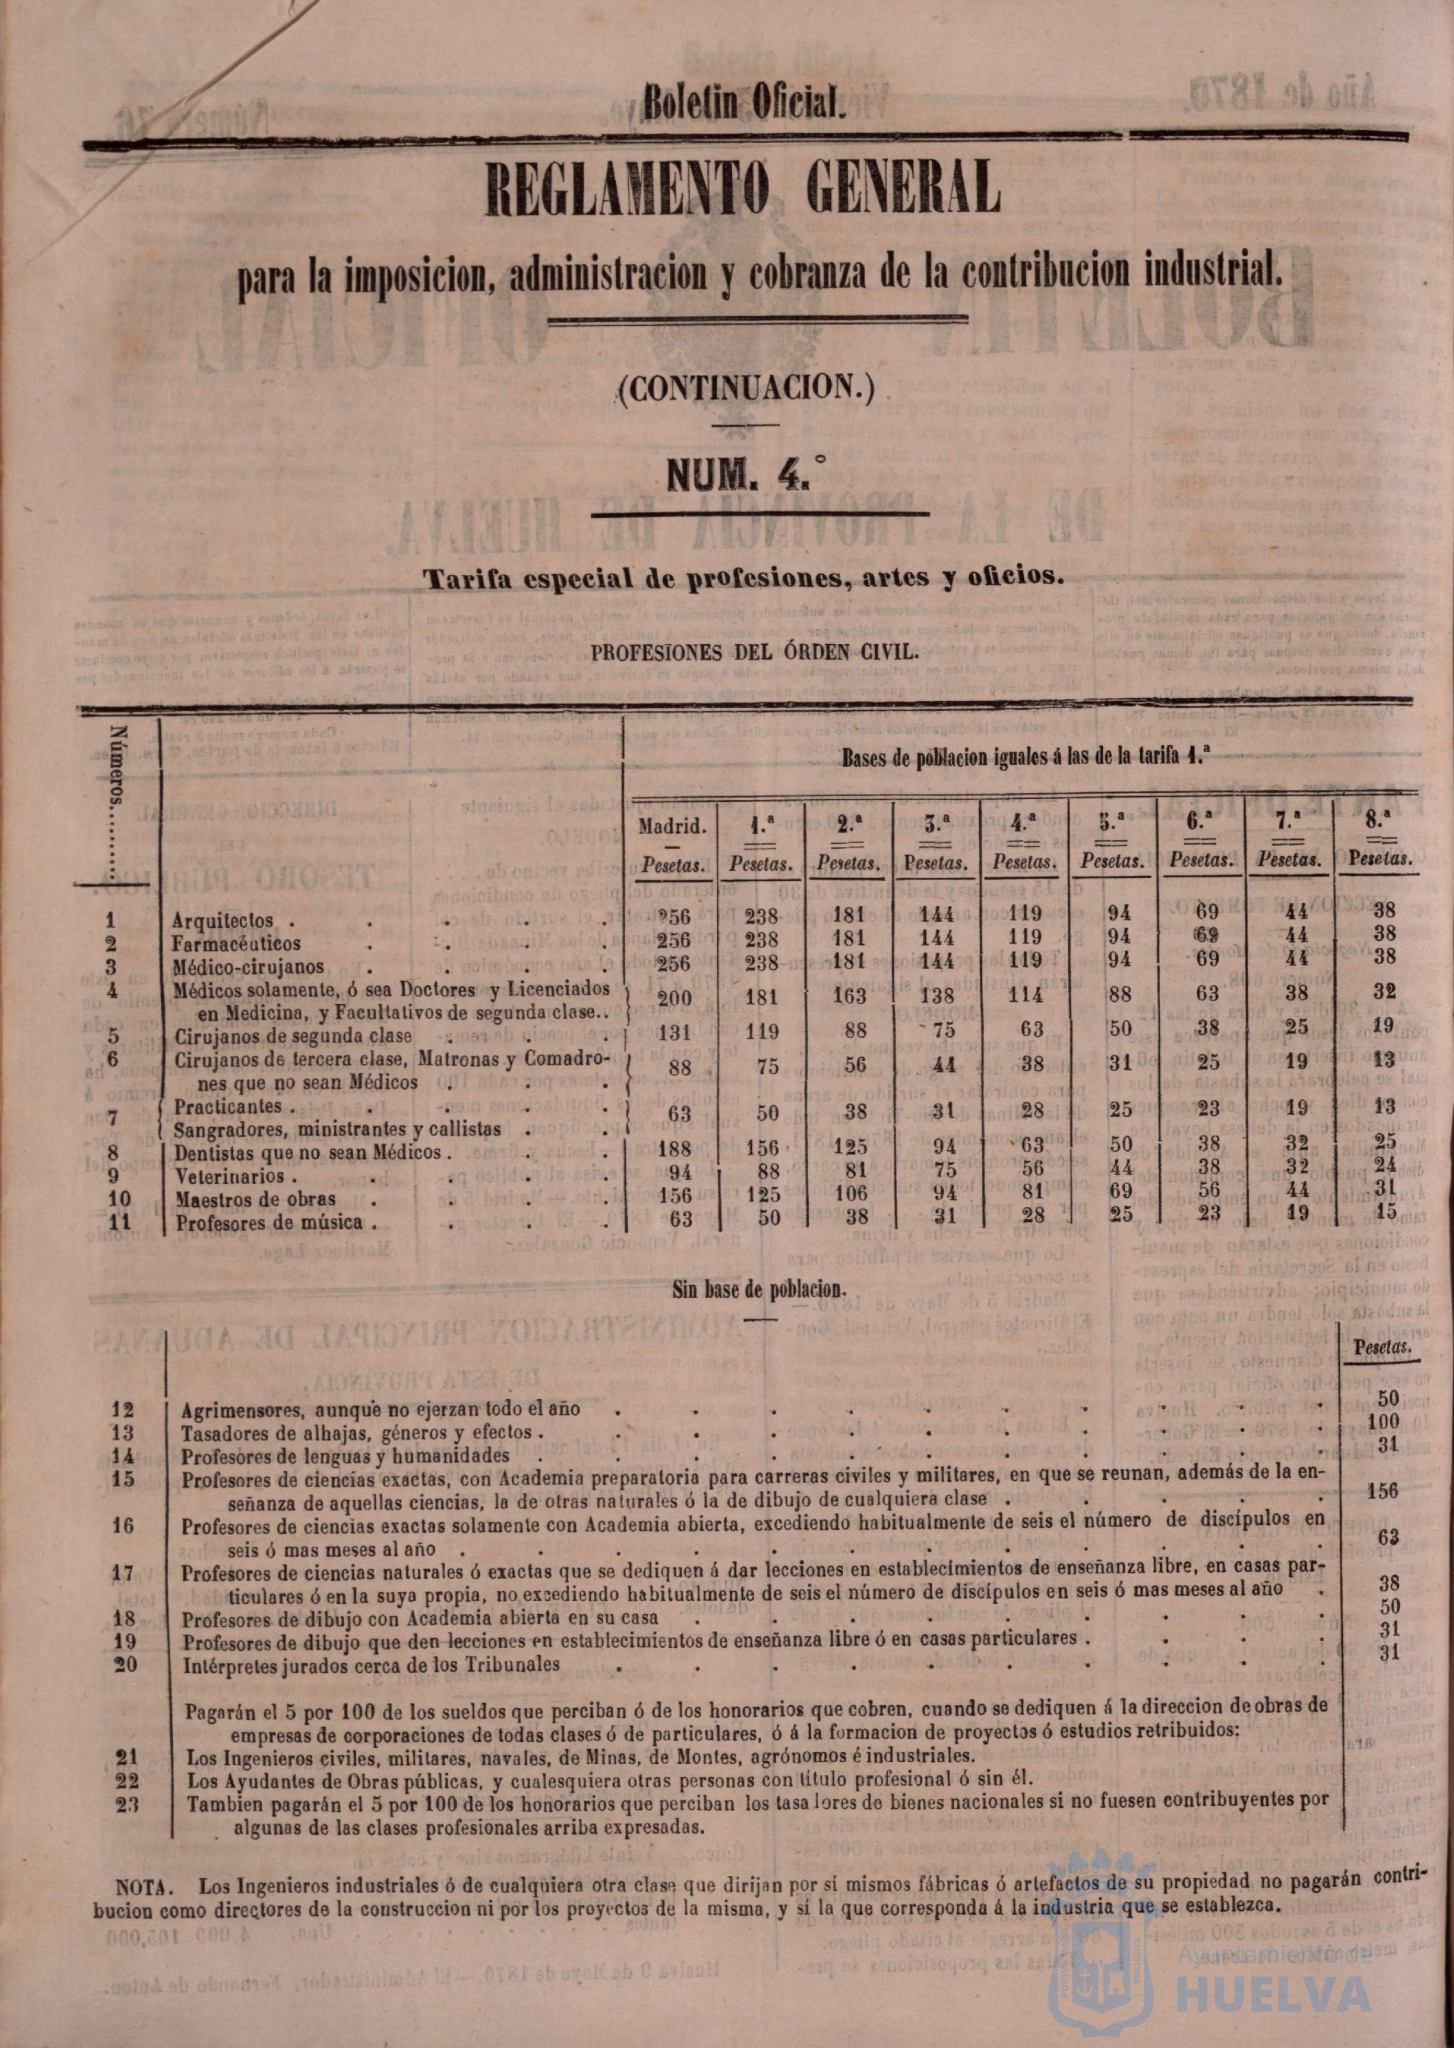 Boletin Oficial.
REGLAMENTO GENERAL
para la imposicion, administracion y cobranza de la contribucion industrial.
(CONTINUACION.)
NUM. 4.°
Tarifa especial de profesiones, artes y oficios.
PROFESIONES DEL ÓRDEN CIVIL.
Números.........
Bases de poblacion iguales á las de la tarifa 1.ª
Madrid. 1.ª 2.ª 3.ª 4.ª 5.ª 6.ª 7.ª 8.ª
Pesetas. Pesetas. Pesetas. Pesetas. Pesetas. Pesetas. Pesetas. Pesetas. Pesetas.
1 Arquitectos . . . . . 256 238 181 144 119 94 69 44 38
2 Farmacéuticos . . . . 256 238 181 144 119 94 69 44 38
3 Médico-cirujanos . . . . 256 238 181 144 119 94 69 44 38
4 Médicos solamente, ó sea Doctores y Licenciados
en Medicina, y Facultativos de segunda clase.. 200 181 163 138 114 88 63 38 32
5 Cirujanos de segunda clase . . . 131 119 88 75 63 50 38 25 19
6 Cirujanos de tercera clase, Matronas y Comadro-
nes que no sean Médicos . . . 88 75 56 44 38 31 25 19 13
7 Practicantes . . . . . 63 50 38 31 28 25 23 19 13
Sangradores, ministrantes y callistas . .
8 Dentistas que no sean Médicos . . . 188 156 125 94 63 50 38 32 25
9 Veterinarios . . . . . 94 88 81 75 56 44 38 32 24
10 Maestros de obras . . . . 156 125 106 94 81 69 56 44 31
11 Profesores de música . . . . 63 50 38 31 28 25 23 19 15
Sin base de poblacion.
Pesetas.
12 Agrimensores, aunque no ejerzan todo el año . . . . . . . . . . 50
13 Tasadores de alhajas, géneros y efectos . . . . . . . . . . . 100
14 Profesores de lenguas y humanidades . . . . . . . . . . . 31
15 Profesores de ciencias exactas, con Academia preparatoria para carreras civiles y militares, en que se reunan, además de la en-
señanza de aquellas ciencias, la de otras naturales ó la de dibujo de cualquiera clase . . . . . 156
16 Profesores de ciencias exactas solamente con Academia abierta, excediendo habitualmente de seis el número de discípulos en
seis ó mas meses al año . . . . . . . . . . . . 63
17 Profesores de ciencias naturales ó exactas que se dediquen á dar lecciones en establecimientos de enseñanza libre, en casas par-
ticulares ó en la suya propia, no excediendo habitualmente de seis el número de discípulos en seis ó mas meses al año . 38
18 Profesores de dibujo con Academia abierta en su casa . . . . . . . . . 50
19 Profesores de dibujo que den lecciones en establecimientos de enseñanza libre ó en casas particulares . . . . 31
20 Intérpretes jurados cerca de los Tribunales . . . . . . . . . . 31
Pagarán el 5 por 100 de los sueldos que perciban ó de los honorarios que cobren, cuando se dediquen á la direccion de obras de
empresas de corporaciones de todas clases ó de particulares, ó á la formacion de proyectos ó estudios retribuidos:
21 Los Ingenieros civiles, militares, navales, de Minas, de Montes, agrónomos é industriales.
22 Los Ayudantes de Obras públicas, y cualesquiera otras personas con título profesional ó sin él.
23 Tambien pagarán el 5 por 100 de los honorarios que perciban los tasadores de bienes nacionales si no fuesen contribuyentes por
algunas de las clases profesionales arriba expresadas.
NOTA. Los Ingenieros industriales ó de cualquiera otra clase que dirijan por sí mismos fábricas ó artefactos de su propiedad no pagarán contri-
bucion como directores de la construccion ni por los proyectos de la misma, y sí la que corresponda á la industria que se establezca.
Ayuntamiento de
HUELVA